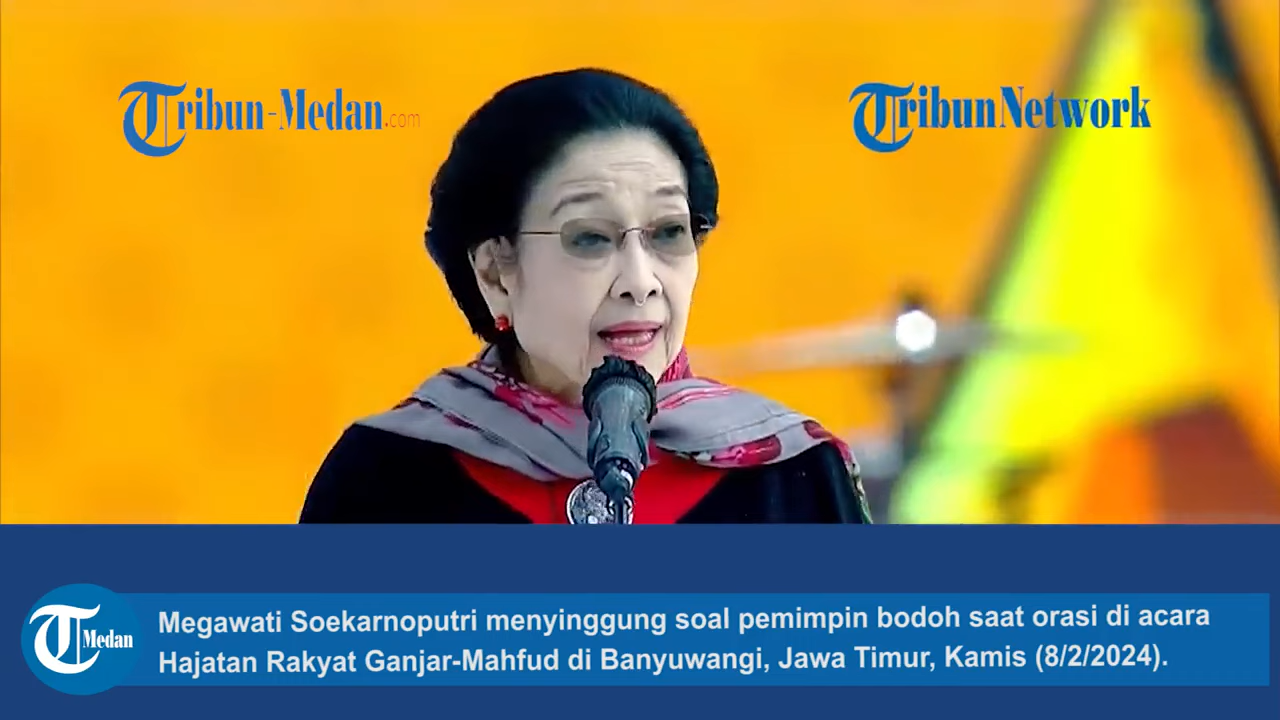 Tribun-Medan.com
TribunNetwork
Megawati Soekarnoputri menyinggung soal pemimpin bodoh saat orasi di acara
Hajatan Rakyat Ganjar-Mahfud di Banyuwangi, Jawa Timur, Kamis (8/2/2024).
T Medan